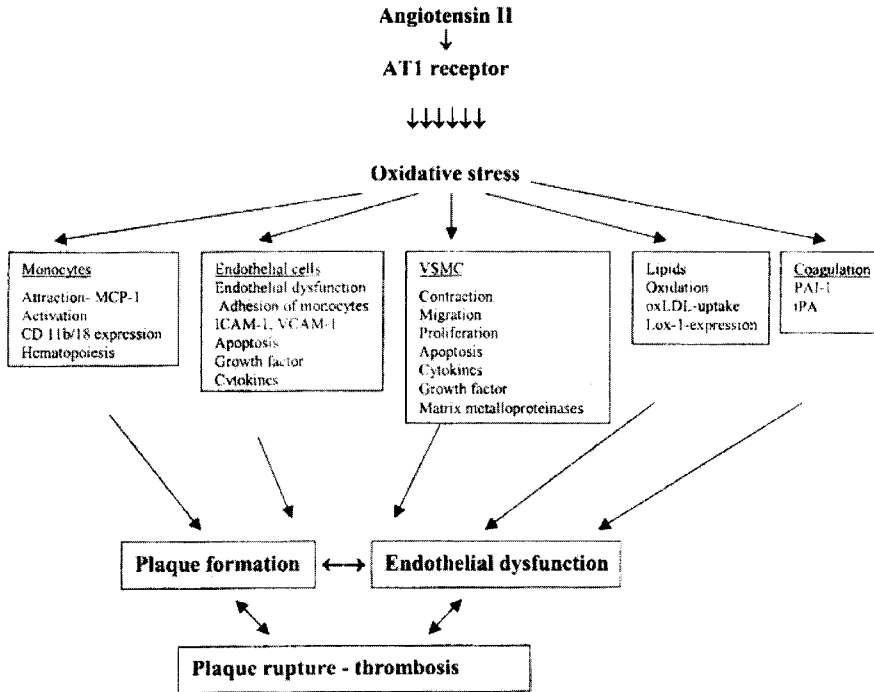 Angiotensin II
AT1 receptor
Oxidative stress
Monocytes
Attraction- MCP-1
Activation
CD 11b/18 expression
Hematopoiesis
Endothelial cells
Endothelial dysfunction
Adhesion of monocytes
ICAM-1, VCAM-1
Apoptosis
Growth factor
Cytokines
VSMC
Contraction
Migration
Proliferation
Apoptosis
Cytokines
Growth factor
Matrix metalloproteinases
Lipids
Oxidation
oxLDL-uptake
Lox-1-expression
Coagulation
PAI-1
tPA
Plaque formation
Endothelial dysfunction
Plaque rupture - thrombosis